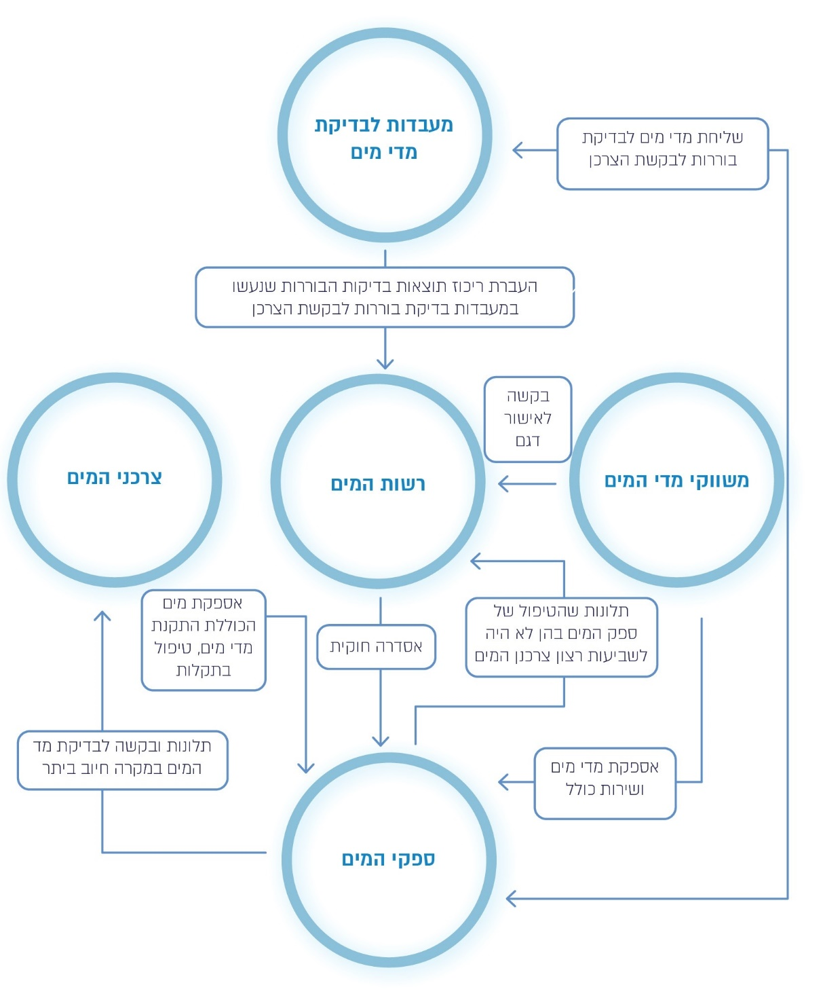 מעבדות לבדיקת
מדי מים
שליחת מדי מים לבדיקת
בוררות לבקשת הצרכן
העברת ריכוז תוצאות בדיקות הבוררות שנעשו
במעבדות בדיקת בוררות לבקשת הצרכן
בקשה
לאישור
דגם
משווקי מדי המים
רשות המים
צרכני המים
אספקת מים
הכוללת התקנת
מדי מים, טיפול
בתקלות
אסדרה חוקית
תלונות שהטיפול של
ספק המים בהן לא היה
לשביעות רצון צרכנן המים
תלונות ובקשה לבדיקת מד
המים במקרה חיוב ביתר
אספקת מדי מים
ושירות כולל
ספקי המים